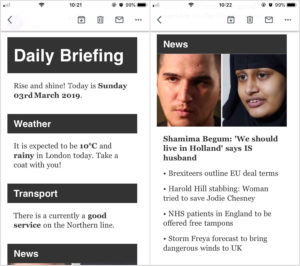 10:21
Daily Briefing
Rise and shine! Today is Sunday
03rd March 2019.
Weather
It is expected to be 10°C and
rainy in London today. Take a
coat with you!
Transport
There is a currently a good
service on the Northern line.
News
10:22
News
Shamima Begum: 'We should
live in Holland' says IS
husband
• Brexiteers outline EU deal terms
• Harold Hill stabbing: Woman
tried to save Jodie Chesney
• NHS patients in England to be
offered free tampons
• Storm Freya forecast to bring
dangerous winds to UK